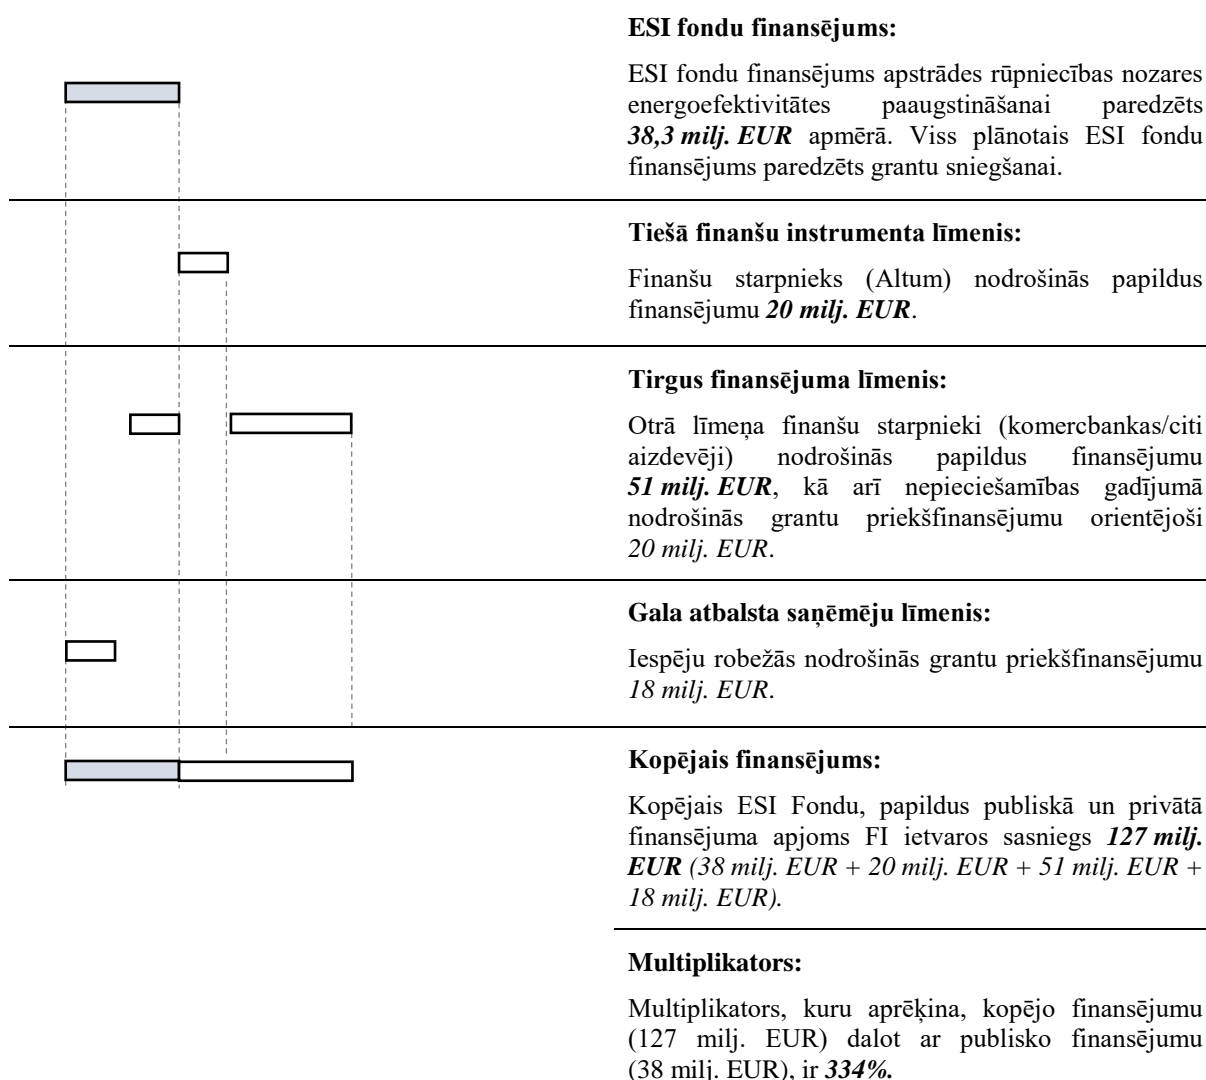 ESI fondu finansējums:
ESI fondu finansējums apstrādes rūpniecības nozares
energoefektivitātes paaugstināšanai paredzēts
38,3 milj. EUR apmērā. Viss plānotais ESI fondu
finansējums paredzēts grantu sniegšanai.
Tiešā finanšu instrumenta līmenis:
Finanšu starpnieks (Altum) nodrošinās papildus
finansējumu 20 milj. EUR.
Tirgus finansējuma līmenis:
Otrā līmeņa finanšu starpnieki (komercbankas/citi
aizdevēji) nodrošinās papildus finansējumu
51 milj. EUR, kā arī nepieciešamības gadījumā
nodrošinās grantu priekšfinansējumu orientējoši
20 milj. EUR.
Gala atbalsta saņēmēju līmenis:
Iespēju robežās nodrošinās grantu priekšfinansējumu
18 milj. EUR.
Kopējais finansējums:
Kopējais ESI Fondu, papildus publiskā un privātā
finansējuma apjoms FI ietvaros sasniegs 127 milj.
EUR (38 milj. EUR + 20 milj. EUR + 51 milj. EUR +
18 milj. EUR).
Multiplikators:
Multiplikators, kuru aprēķina, kopējo finansējumu
(127 milj. EUR) dalot ar publisko finansējumu
(38 milj. EUR), ir 334%.